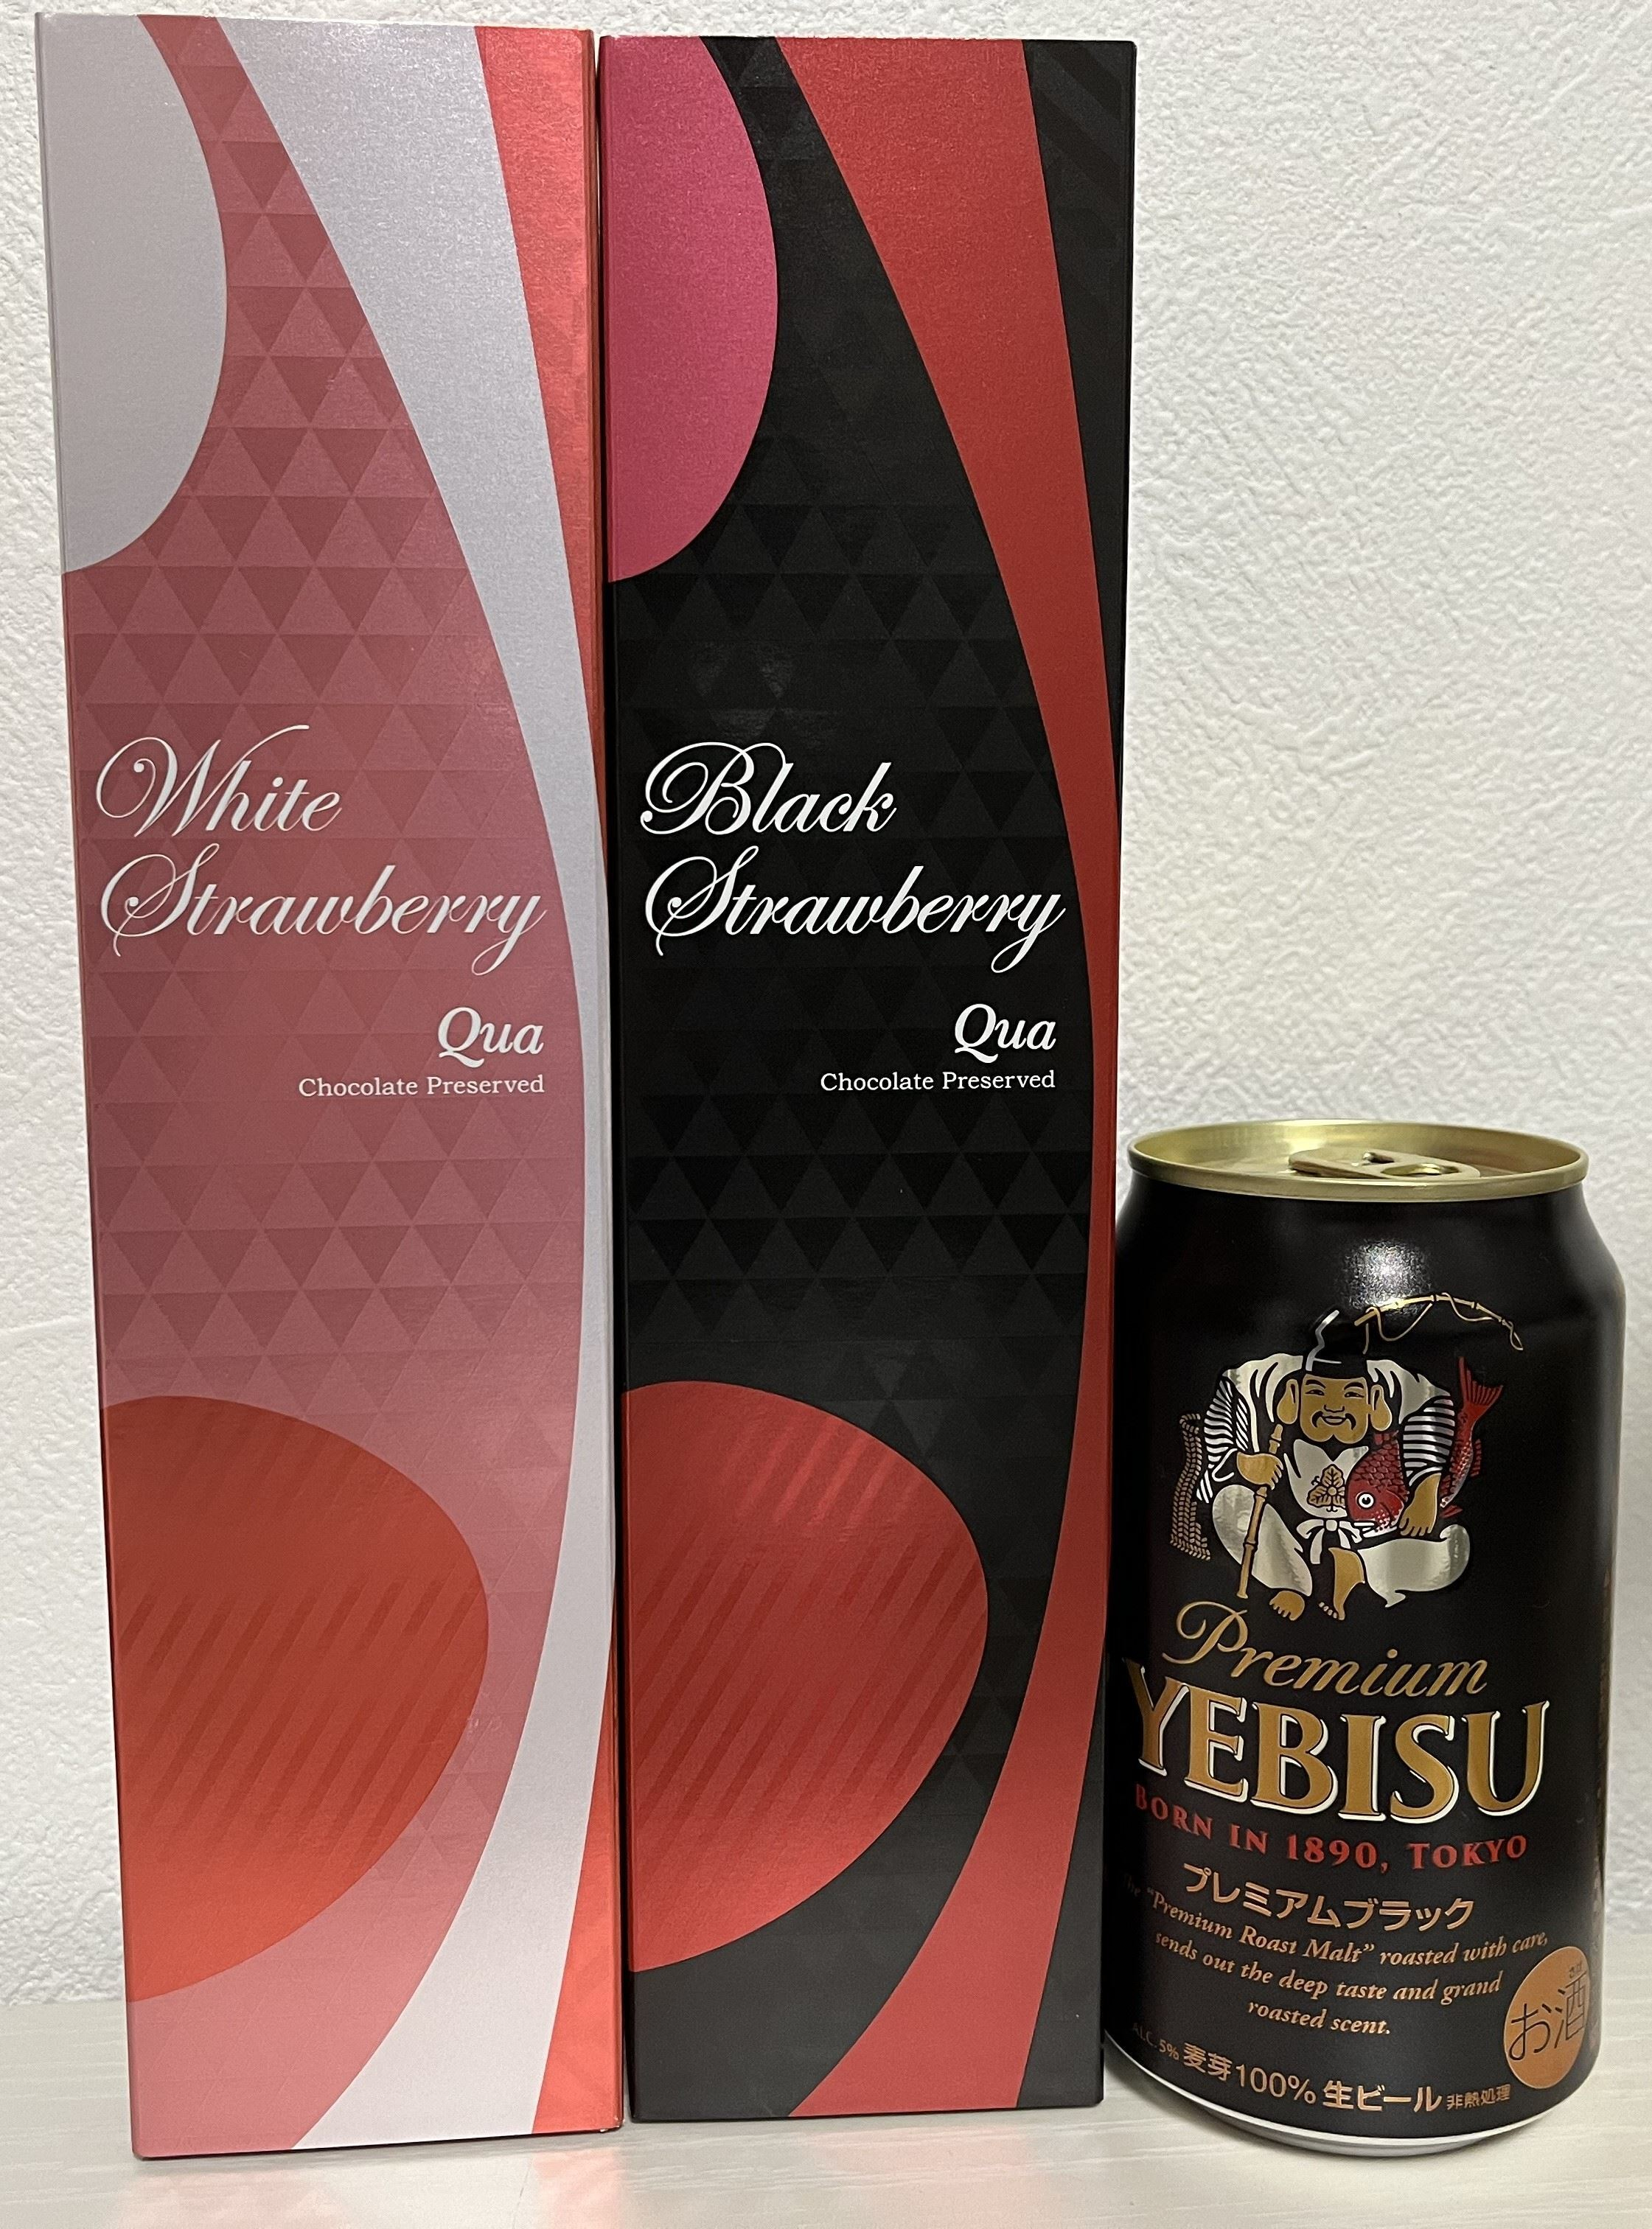 White
Strawberry
Qua
Chocolate Preserved
Black
Strawberry
Qua
Chocolate Preserved
Premium
YEBISU
BORN IN 1890, TOKYO
プレミアムブラック
The "Premium Roast Malt" roasted with care,
sends out the deep taste and grand
roasted scent.
ALC. 5% 麦芽100% 生ビール 非熱処理
お酒